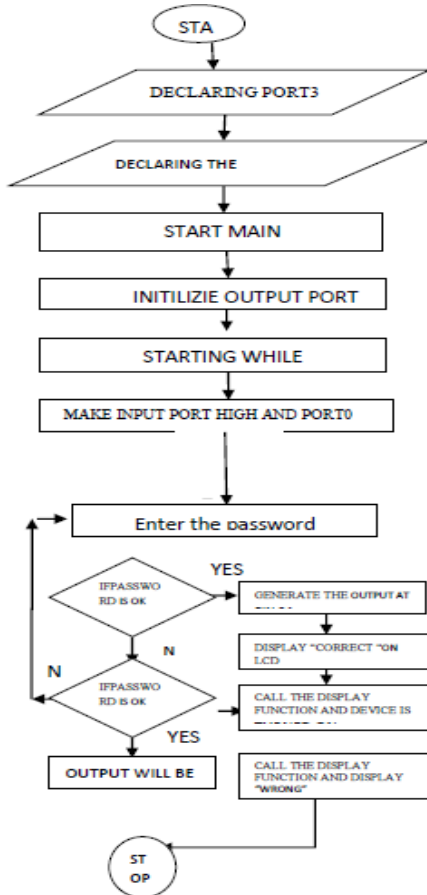 STA
DECLARING PORT3
DECLARING THE
START MAIN
INITILIZIE OUTPUT PORT
STARTING WHILE
MAKE INPUT PORT HIGH AND PORT0
Enter the password
IFPASSWO
RD IS OK
YES
GENERATE THE OUTPUT AT
N
DISPLAY "CORRECT "ON
LCD
N
IFPASSWO
RD IS OK
CALL THE DISPLAY
FUNCTION AND DEVICE IS
YES
OUTPUT WILL BE
CALL THE DISPLAY
FUNCTION AND DISPLAY
"WRONG"
ST
OP